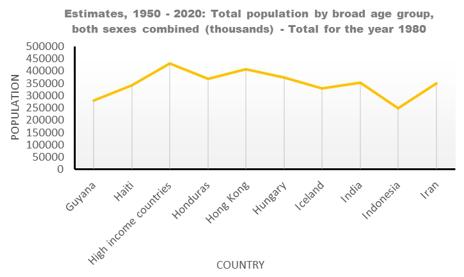 Estimates, 1950 - 2020: Total population by broad age group,
both sexes combined (thousands) - Total for the year 1980
POPULATION
500000
450000
400000
350000
300000
250000
200000
150000
100000
50000
0
Guyana
Haiti
High income countries
Honduras
Hong Kong
Hungary
Iceland
India
Indonesia
Iran
COUNTRY